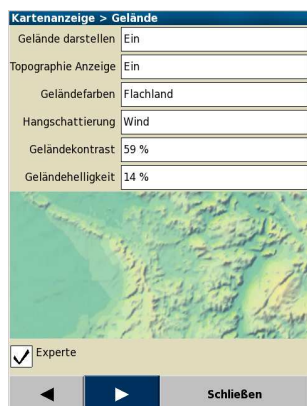 Kartenanzeige > Gelände
Gelände darstellen Ein
Topographie Anzeige Ein
Geländefarben Flachland
Hangschattierung Wind
Geländekontrast 59 %
Geländehelligkeit 14 %
Experte
Schließen